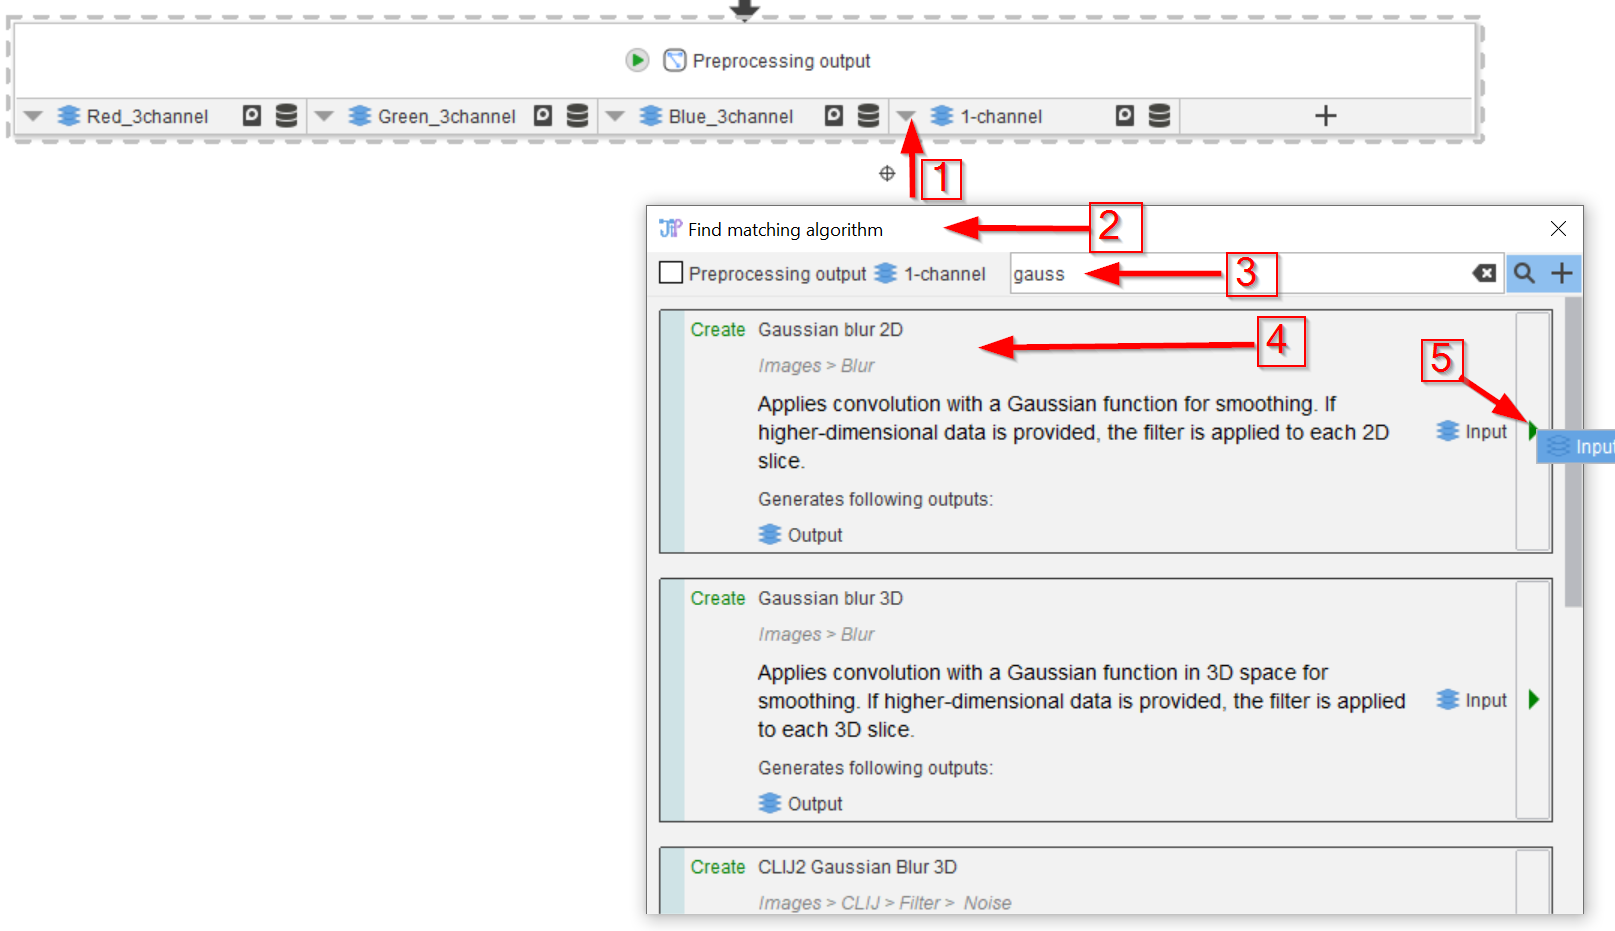 Preprocessing output
Red_3channel
Green_3channel
Blue_3channel
1-channel
1
Find matching algorithm
2
Preprocessing output
1-channel
gauss
3
Create
Gaussian blur 2D
4
Images > Blur
5
Applies convolution with a Gaussian function for smoothing. If
higher-dimensional data is provided, the filter is applied to each 2D
slice.
Input
Input
Generates following outputs:
Output
Create
Gaussian blur 3D
Images > Blur
Applies convolution with a Gaussian function in 3D space for
smoothing. If higher-dimensional data is provided, the filter is applied
to each 3D slice.
Input
Generates following outputs:
Output
Create
CLIJ2 Gaussian Blur 3D
Images > CLIJ > Filter > Noise